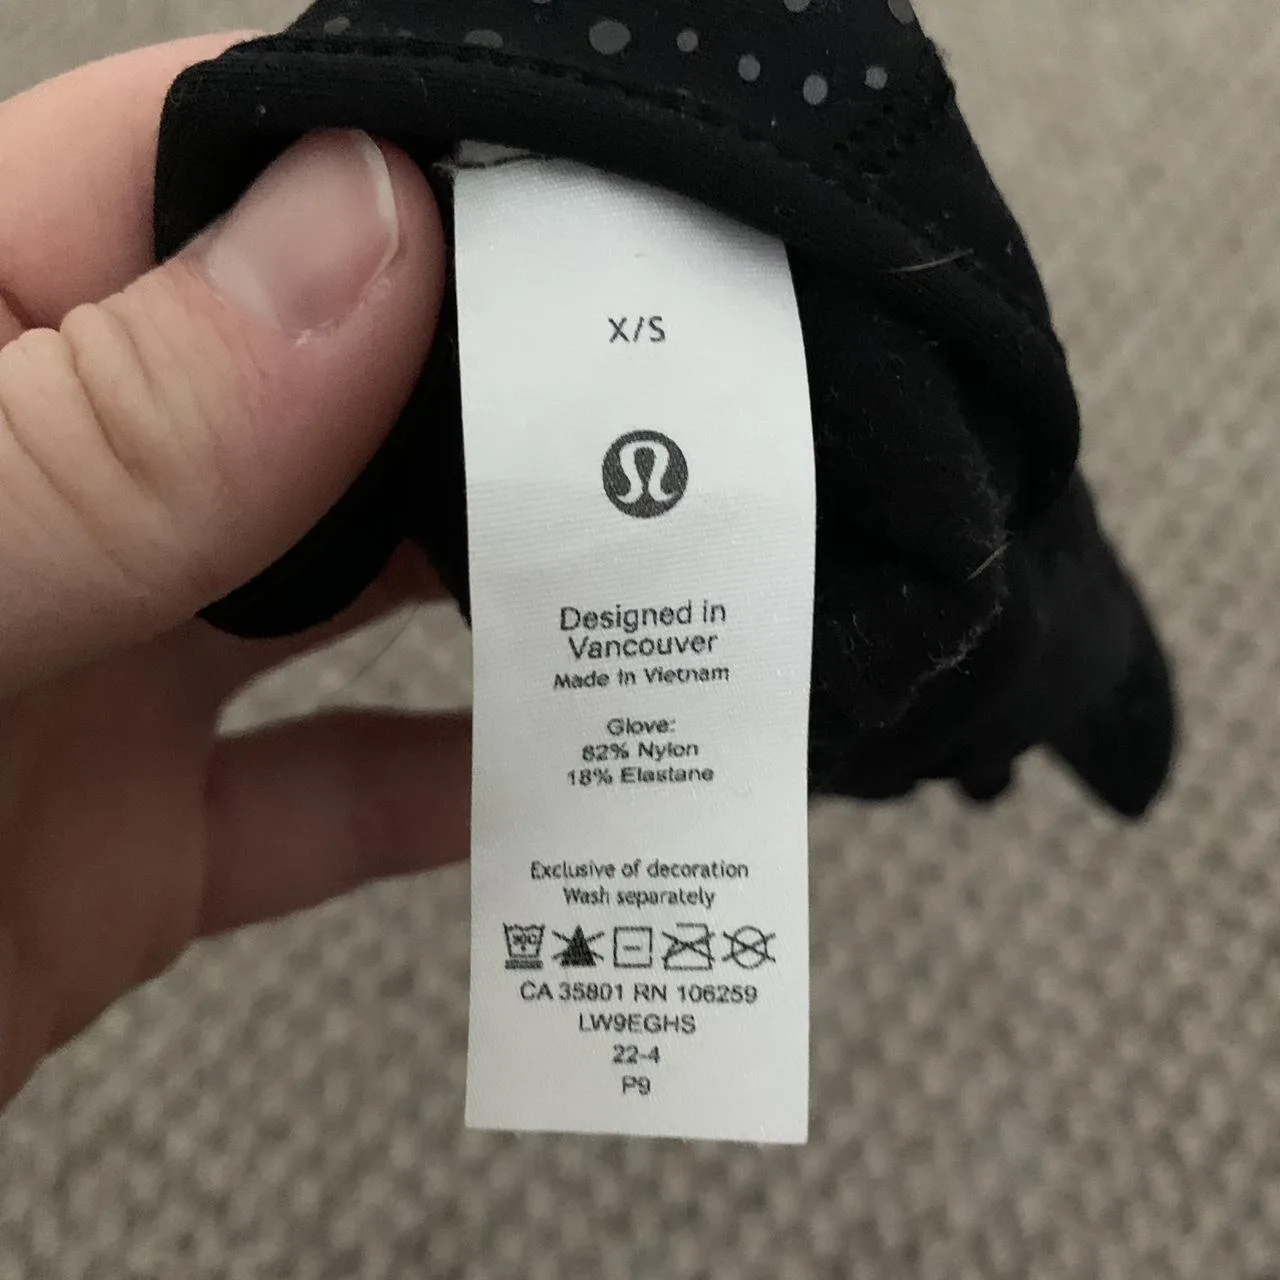 X/S
Designed in
Vancouver
Made in Vietnam
Glove:
82% Nylon
18% Elastane
Exclusive of decoration
Wash separately
30C
CA 35801 RN 106259
LW9EGHS
22-4
P9